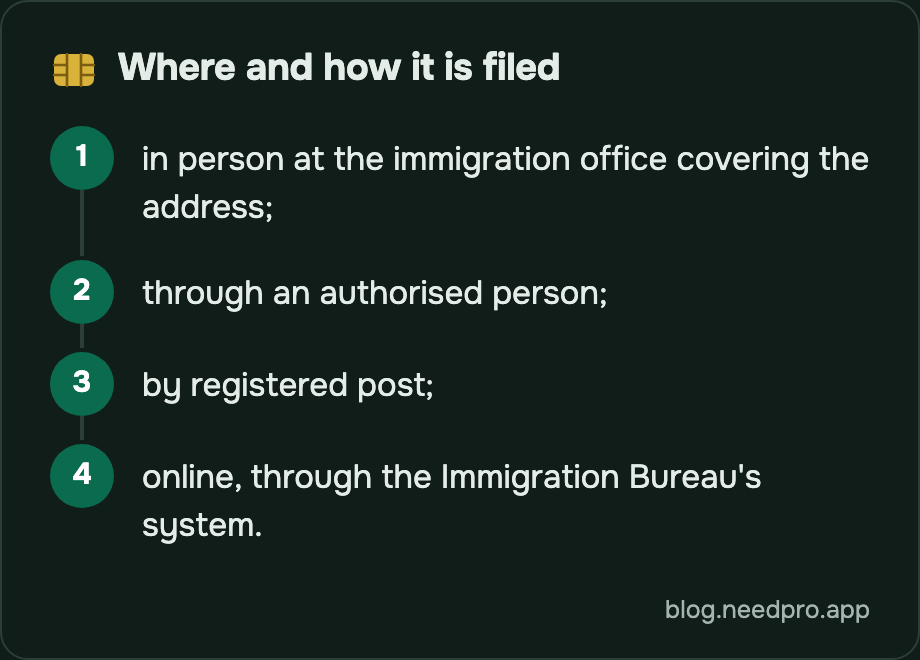 Where and how it is filed
1
in person at the immigration office covering the
address;
2
through an authorised person;
3
by registered post;
4
online, through the Immigration Bureau's
system.
blog.needpro.app